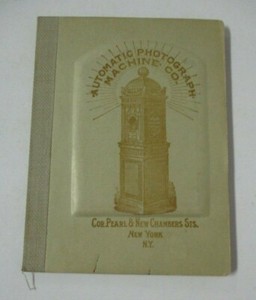 AUTOMATIC PHOTOGRAPH
MACHINE CO.
COR. PEARL & NEW CHAMBERS STS.
NEW YORK.
N.Y.